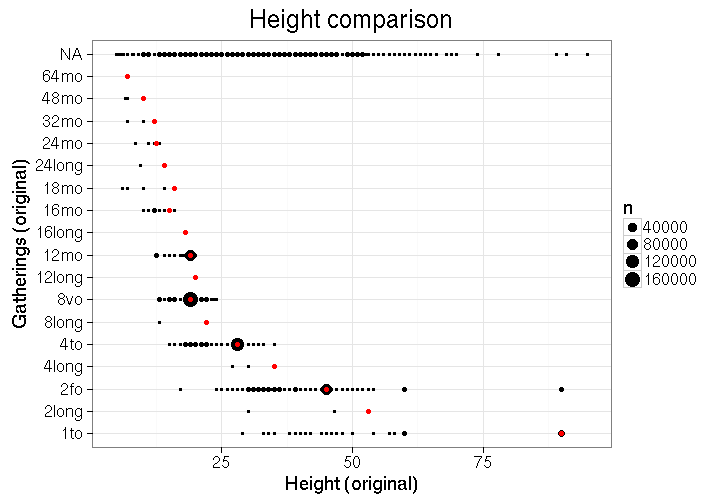 Height comparison
Gatherings (original)
NA
64mo
48mo
32mo
24mo
24long
18mo
16mo
16long
12mo
12long
8vo
8long
4to
4long
2fo
2long
1to
25
50
75
Height (original)
n
40000
80000
120000
160000